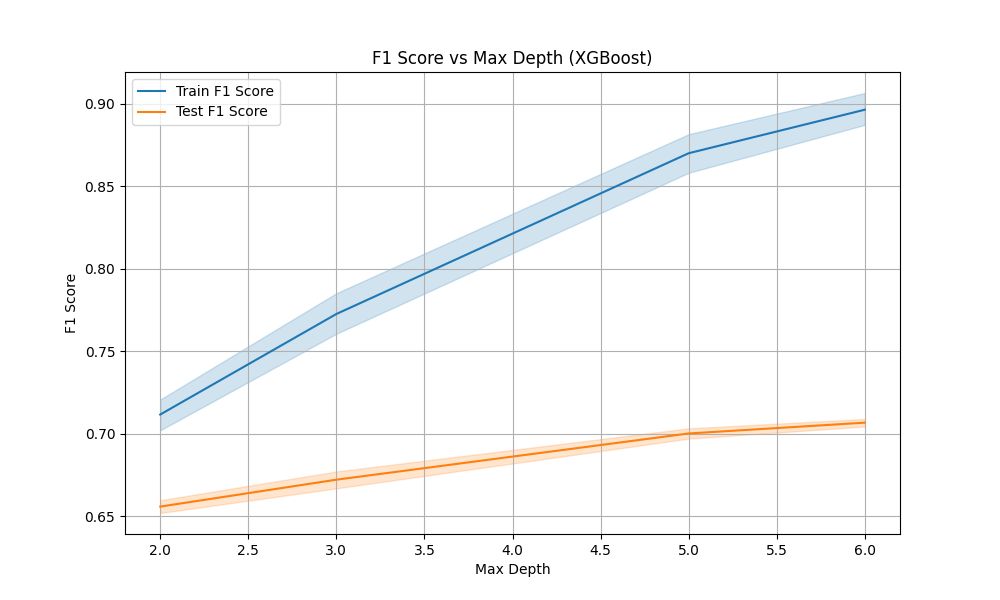 F1 Score vs Max Depth (XGBoost)
Train F1 Score
Test F1 Score
0.90
0.85
0.80
0.75
0.70
0.65
F1 Score
2.0 2.5 3.0 3.5 4.0 4.5 5.0 5.5 6.0
Max Depth